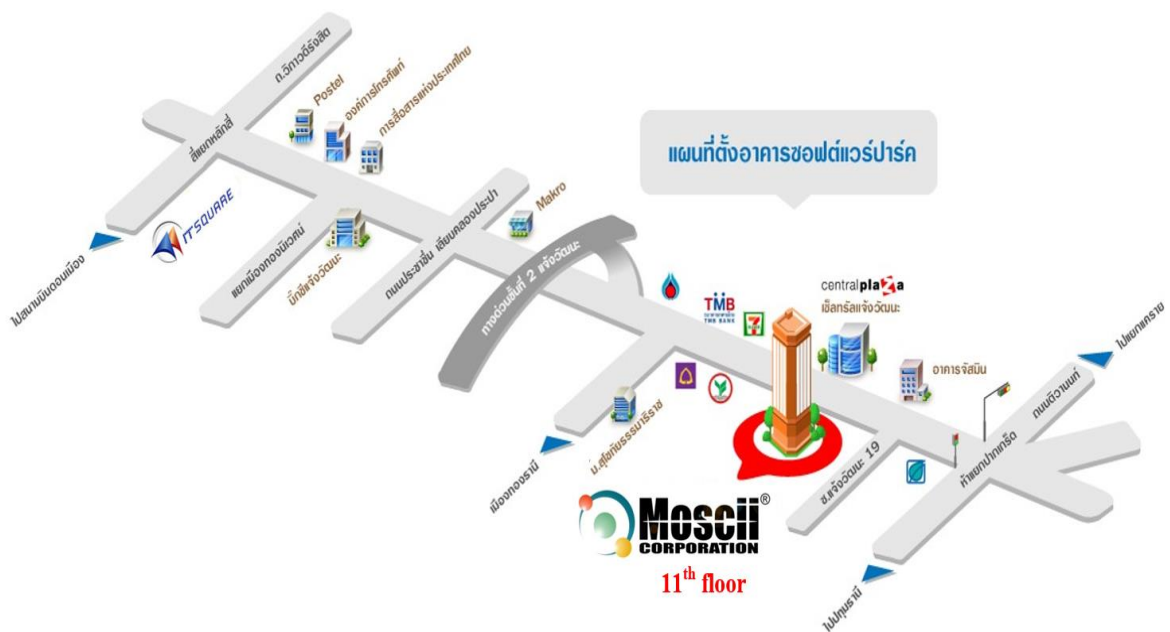 ถ.วิภาวดีรังสิต
สี่แยกหลักสี่
Postel
องค์การโทรศัพท์
การสื่อสารแห่งประเทศไทย
แผนที่ตั้งอาคารซอฟต์แวร์ปาร์ค
IT SQUARE
ไปสนามบินดอนเมือง
แยกเมืองทองนิเวศน์
บิ๊กซีแจ้งวัฒนะ
ถนนประชาชื่น เลียบคลองประปา
Makro
ทางด่วนขั้นที่ 2 แจ้งวัฒนะ
TMB
TMB BANK
7
centralplaza
เซ็ลทรัลแจ้งวัฒนะ
อาคารจัสมิน
ไปแยกแคราย
ถนนติวานนท์
ห้าแยกปากเกร็ด
ซ.แจ้งวัฒนะ 19
ไปปทุมธานี
เมืองทองธานี
ม.สุโขทัยธรรมาธิราช
Moscii®
CORPORATION
11th floor